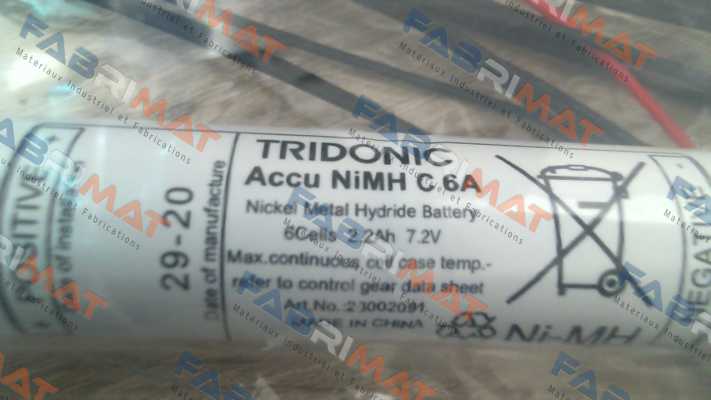 TRIDONIC
Accu NiMH C 6A
Nickel Metal Hydride Battery
6Cells 2.2Ah 7.2V
Max.continuous cell case temp.-
refer to control gear data sheet
Art.No.:28002091
MADE IN CHINA
Ni-MH
29-20
Date of manufacture
FABRIMAT
Materiaux Industriel et Fabrications